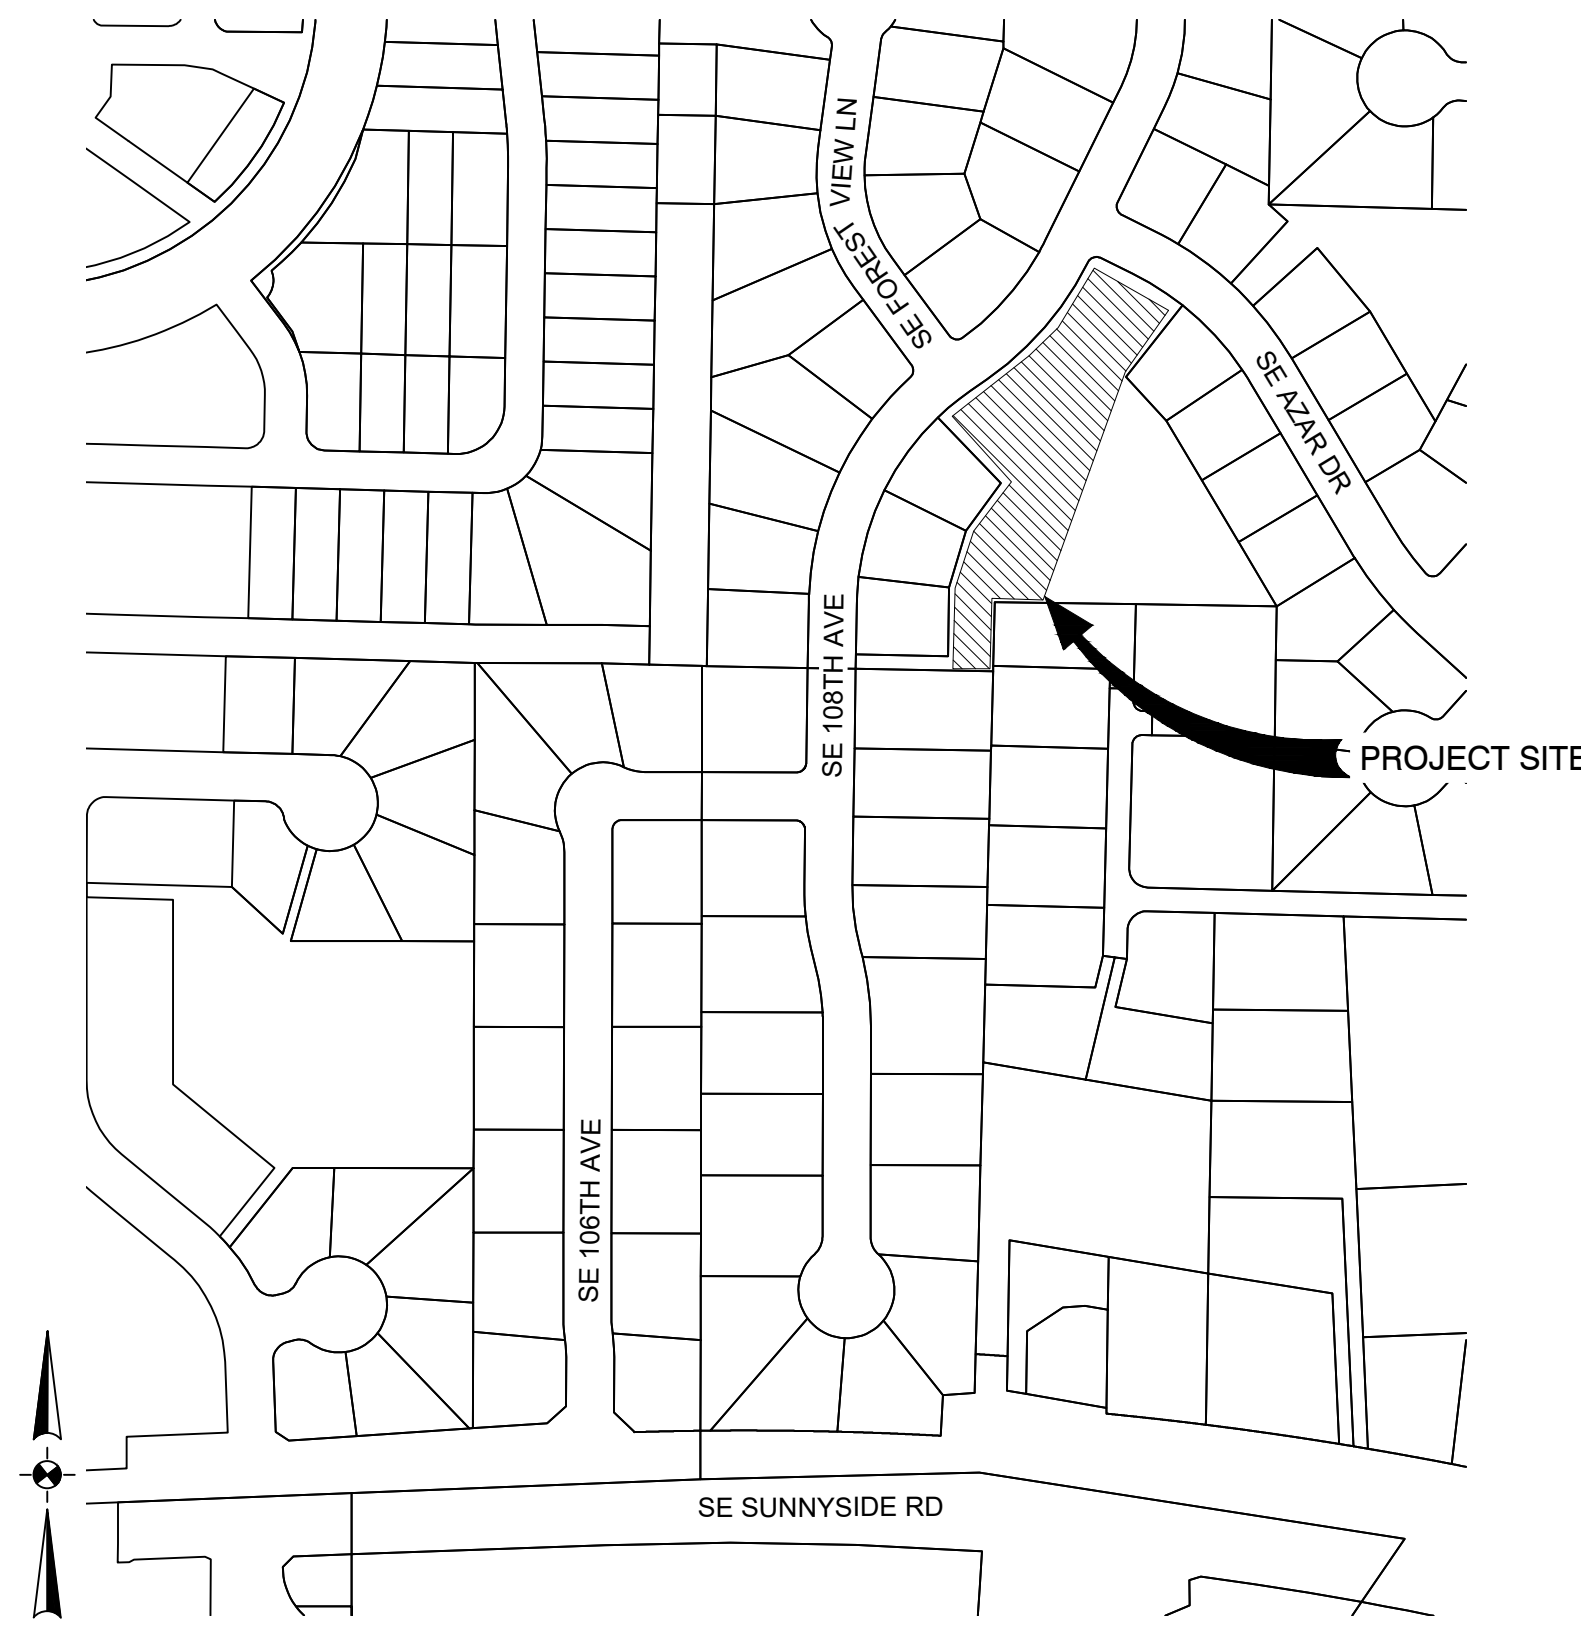 SE FOREST VIEW LN
SE AZAR DR
SE 108TH AVE
PROJECT SITE
SE 106TH AVE
SE SUNNYSIDE RD